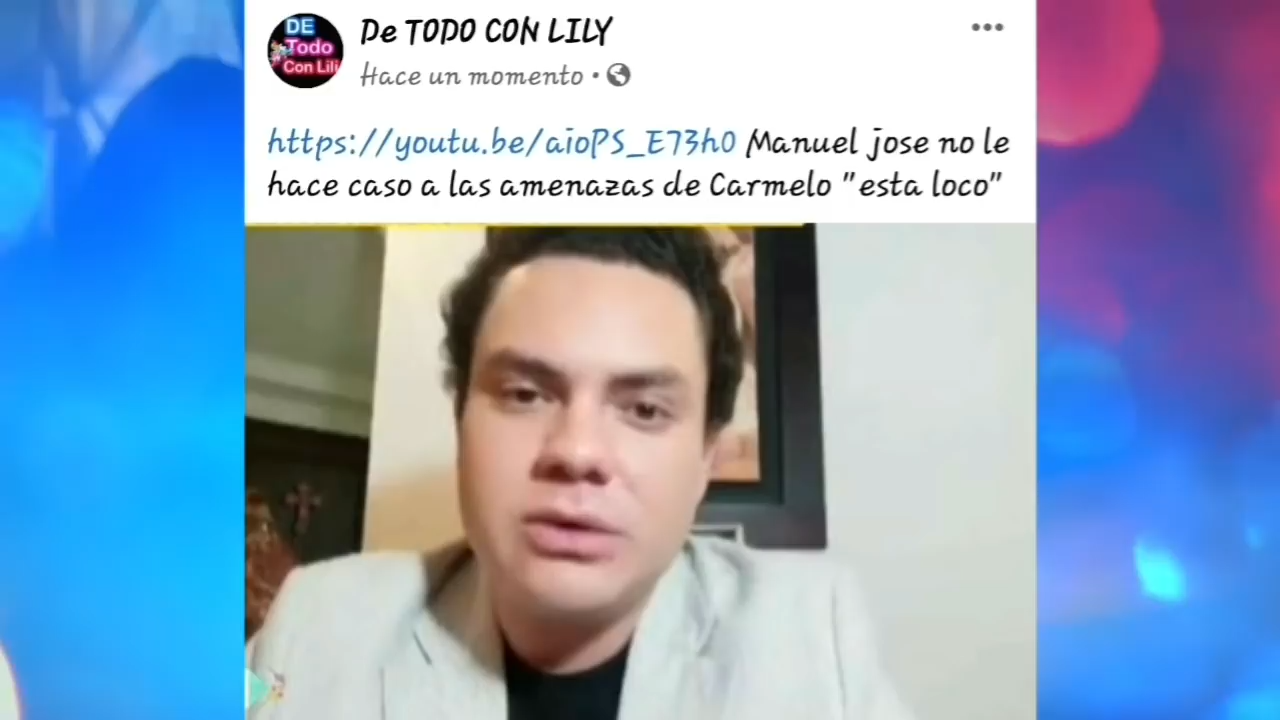 DE
Todo
Con Lili
De TODO CON LILY
Hace un momento •
https://youtu.be/aioPS_E73h0 Manuel jose no le
hace caso a las amenazas de Carmelo "esta loco"